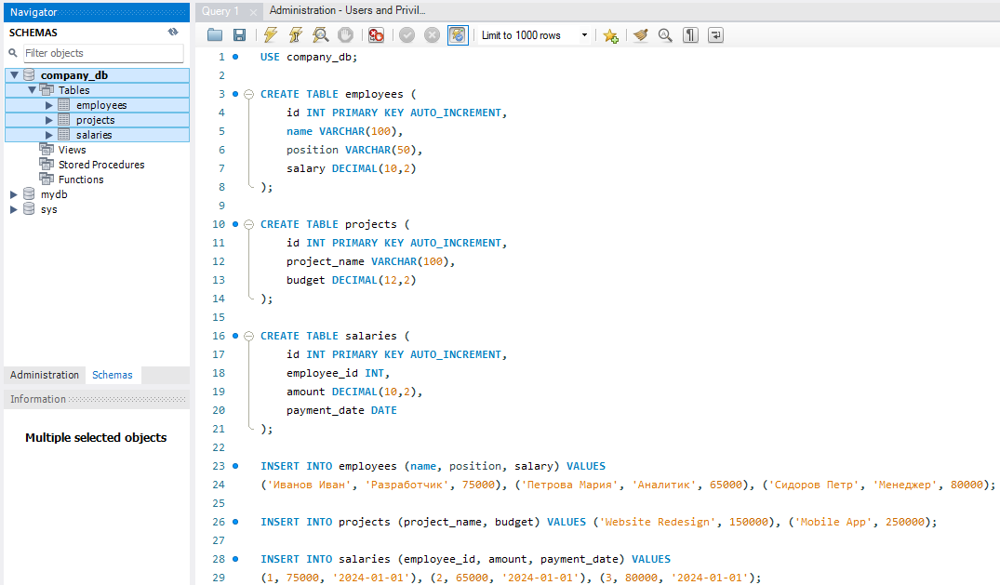 Navigator
SCHEMAS
Filter objects
company_db
Tables
employees
projects
salaries
Views
Stored Procedures
Functions
mydb
sys
Administration Schemas
Information
Multiple selected objects
Query 1 Administration - Users and Privil...
Limit to 1000 rows
1 USE company_db;
2
3 CREATE TABLE employees (
4 id INT PRIMARY KEY AUTO_INCREMENT,
5 name VARCHAR(100),
6 position VARCHAR(50),
7 salary DECIMAL(10,2)
8 );
9
10 CREATE TABLE projects (
11 id INT PRIMARY KEY AUTO_INCREMENT,
12 project_name VARCHAR(100),
13 budget DECIMAL(12,2)
14 );
15
16 CREATE TABLE salaries (
17 id INT PRIMARY KEY AUTO_INCREMENT,
18 employee_id INT,
19 amount DECIMAL(10,2),
20 payment_date DATE
21 );
22
23 INSERT INTO employees (name, position, salary) VALUES
24 ('Иванов Иван', 'Разработчик', 75000), ('Петрова Мария', 'Аналитик', 65000), ('Сидоров Петр', 'Менеджер', 80000);
25
26 INSERT INTO projects (project_name, budget) VALUES ('Website Redesign', 150000), ('Mobile App', 250000);
27
28 INSERT INTO salaries (employee_id, amount, payment_date) VALUES
29 (1, 75000, '2024-01-01'), (2, 65000, '2024-01-01'), (3, 80000, '2024-01-01');